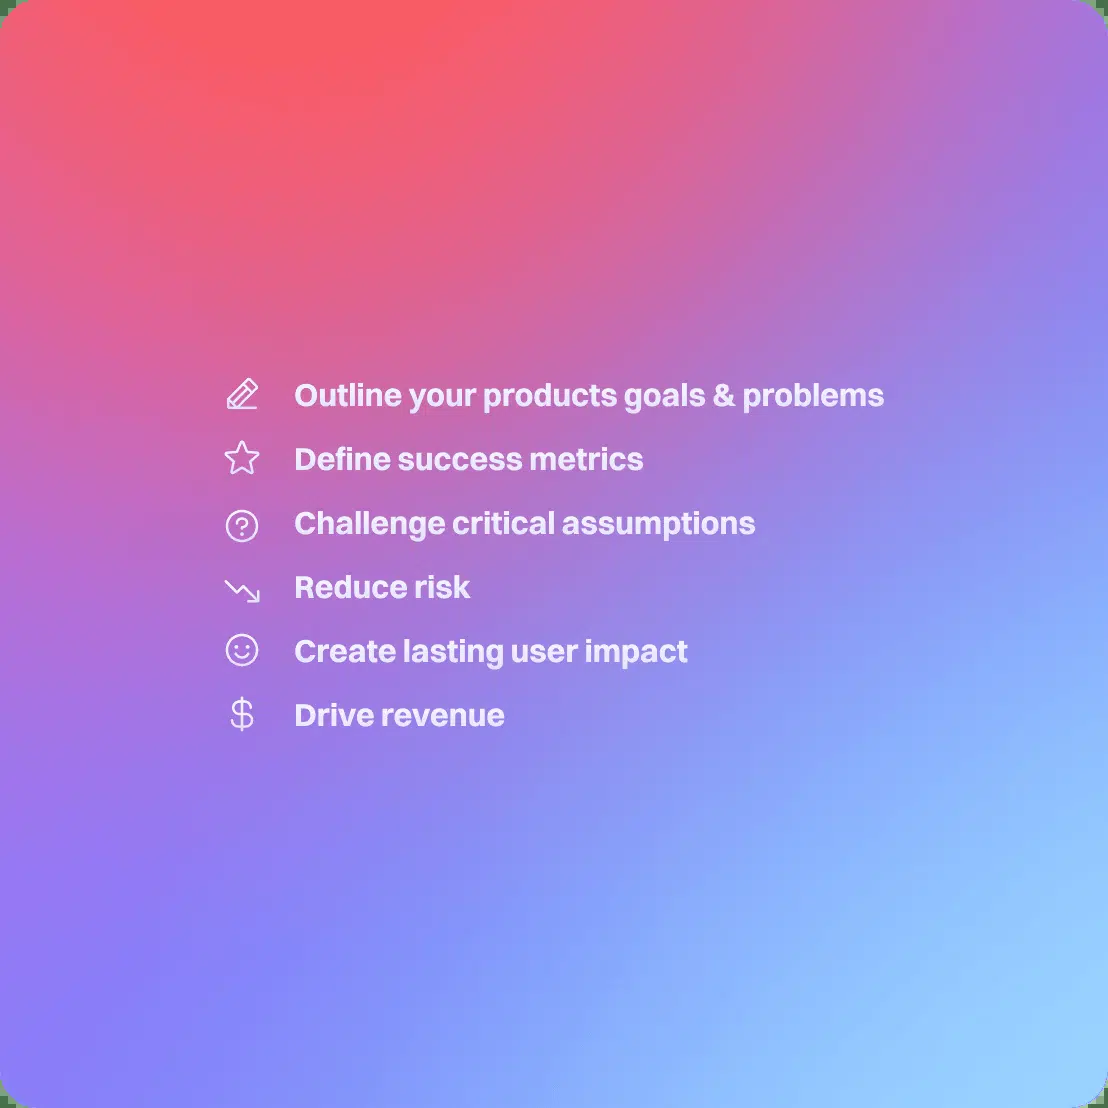 Outline your products goals & problems
Define success metrics
Challenge critical assumptions
Reduce risk
Create lasting user impact
Drive revenue